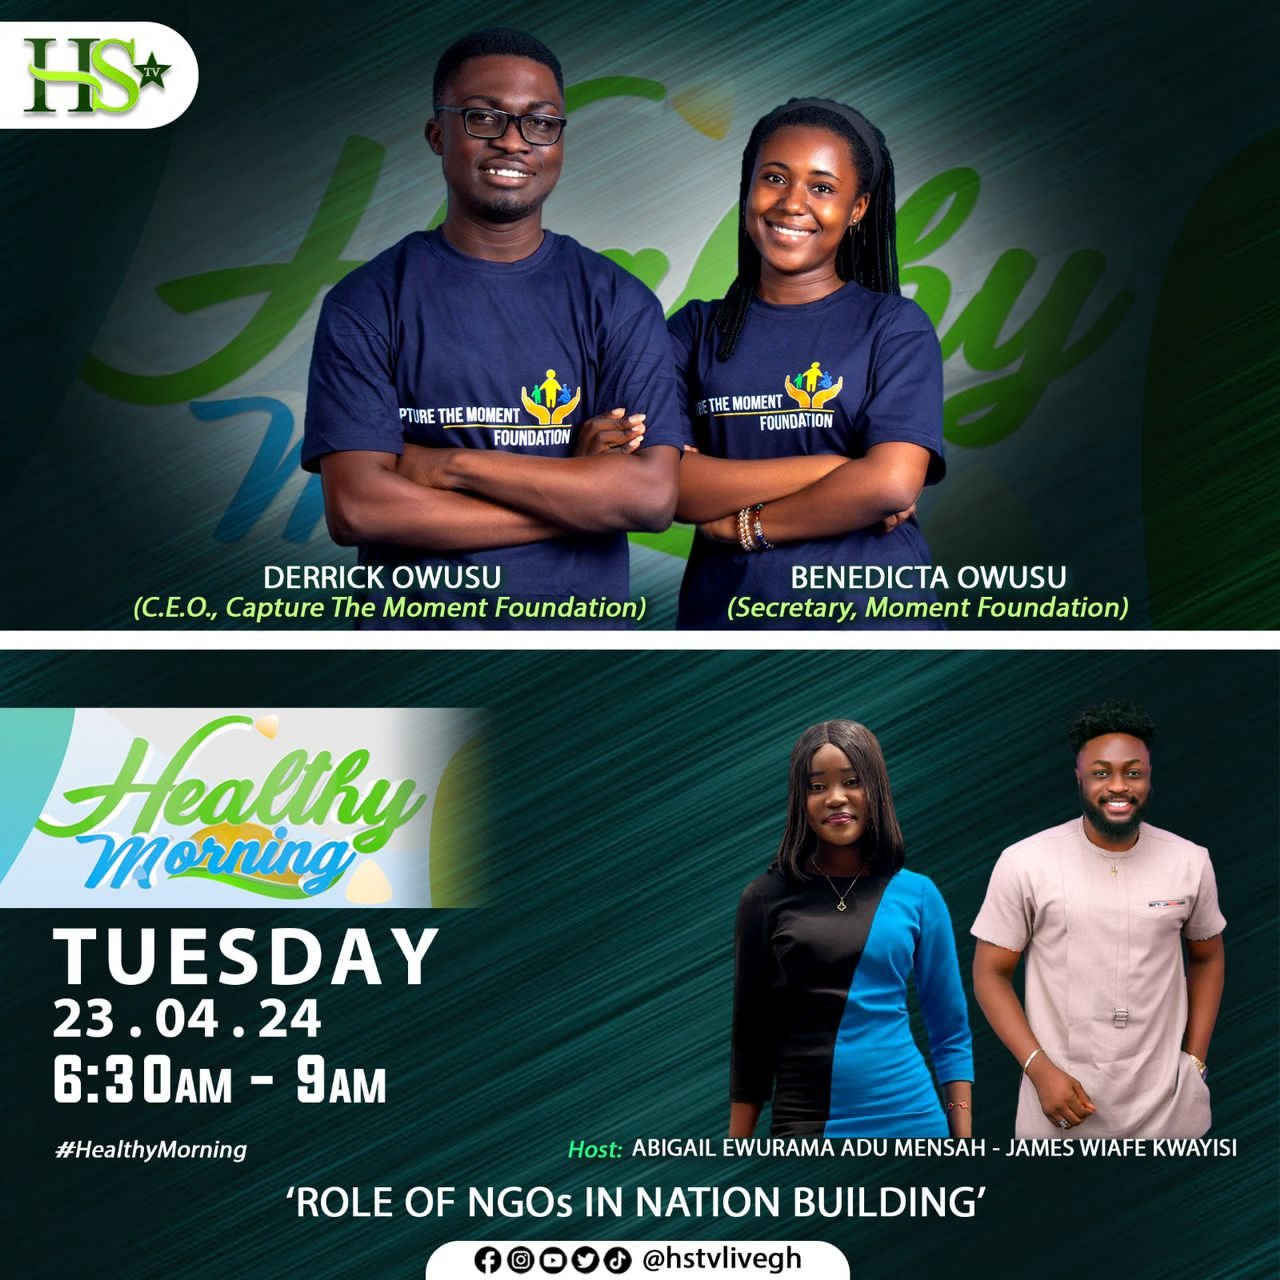 HS TV
Healthy
PTURE THE MOMENT
FOUNDATION
THE MOMENT
FOUNDATION
DERRICK OWUSU
(C.E.O., Capture The Moment Foundation)
BENEDICTA OWUSU
(Secretary, Moment Foundation)
Healthy
Morning
TUESDAY
23.04.24
6:30AM - 9AM
#HealthyMorning
Host: ABIGAIL EWURAMA ADU MENSAH - JAMES WIAFE KWAYISI
‘ROLE OF NGOs IN NATION BUILDING’
@hstvlivegh